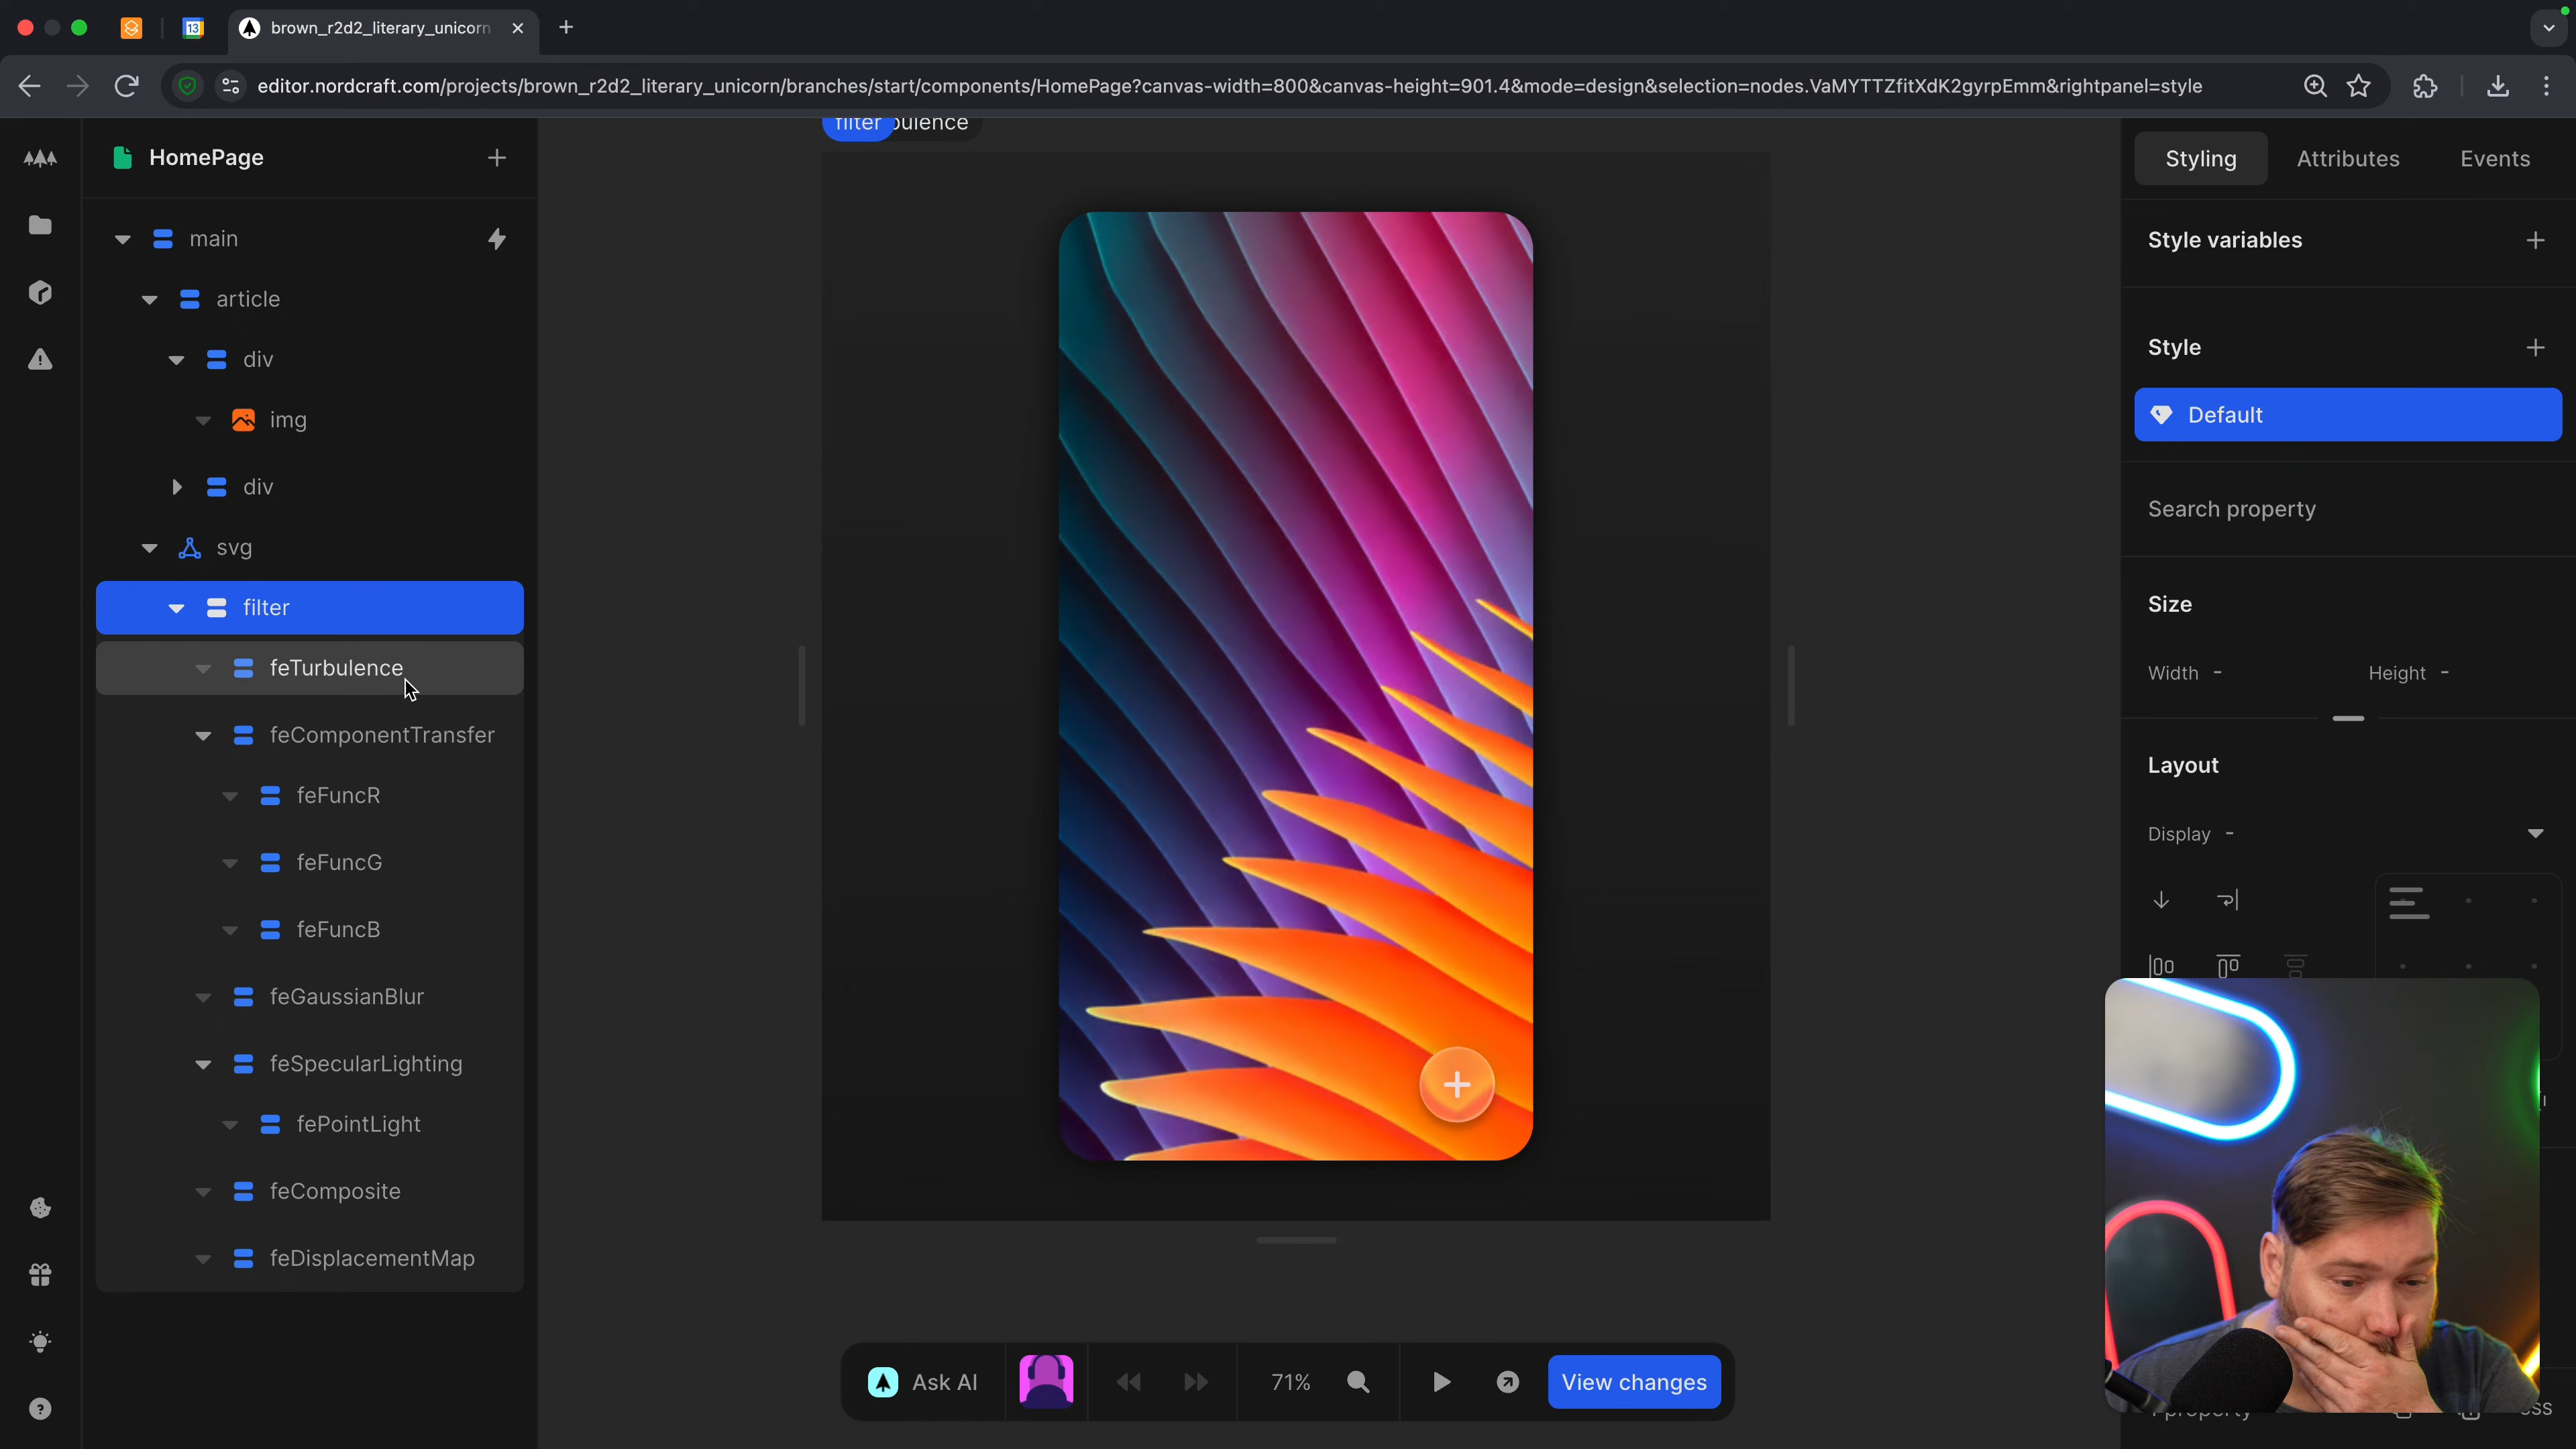 13
brown_r2d2_literary_unicorn
editor.nordcraft.com/projects/brown_r2d2_literary_unicorn/branches/start/components/HomePage?canvas-width=800&canvas-height=901.4&mode=design&selection=nodes.VaMYTTZfitXdK2gyrpEmm&rightpanel=style
HomePage
main
article
div
img
div
svg
filter
feTurbulence
feComponentTransfer
feFuncR
feFuncG
feFuncB
feGaussianBlur
feSpecularLighting
fePointLight
feComposite
feDisplacementMap
filter
Ask AI
71%
View changes
Styling
Attributes
Events
Style variables
Style
Default
Search property
Size
Width -
Height -
Layout
Display -